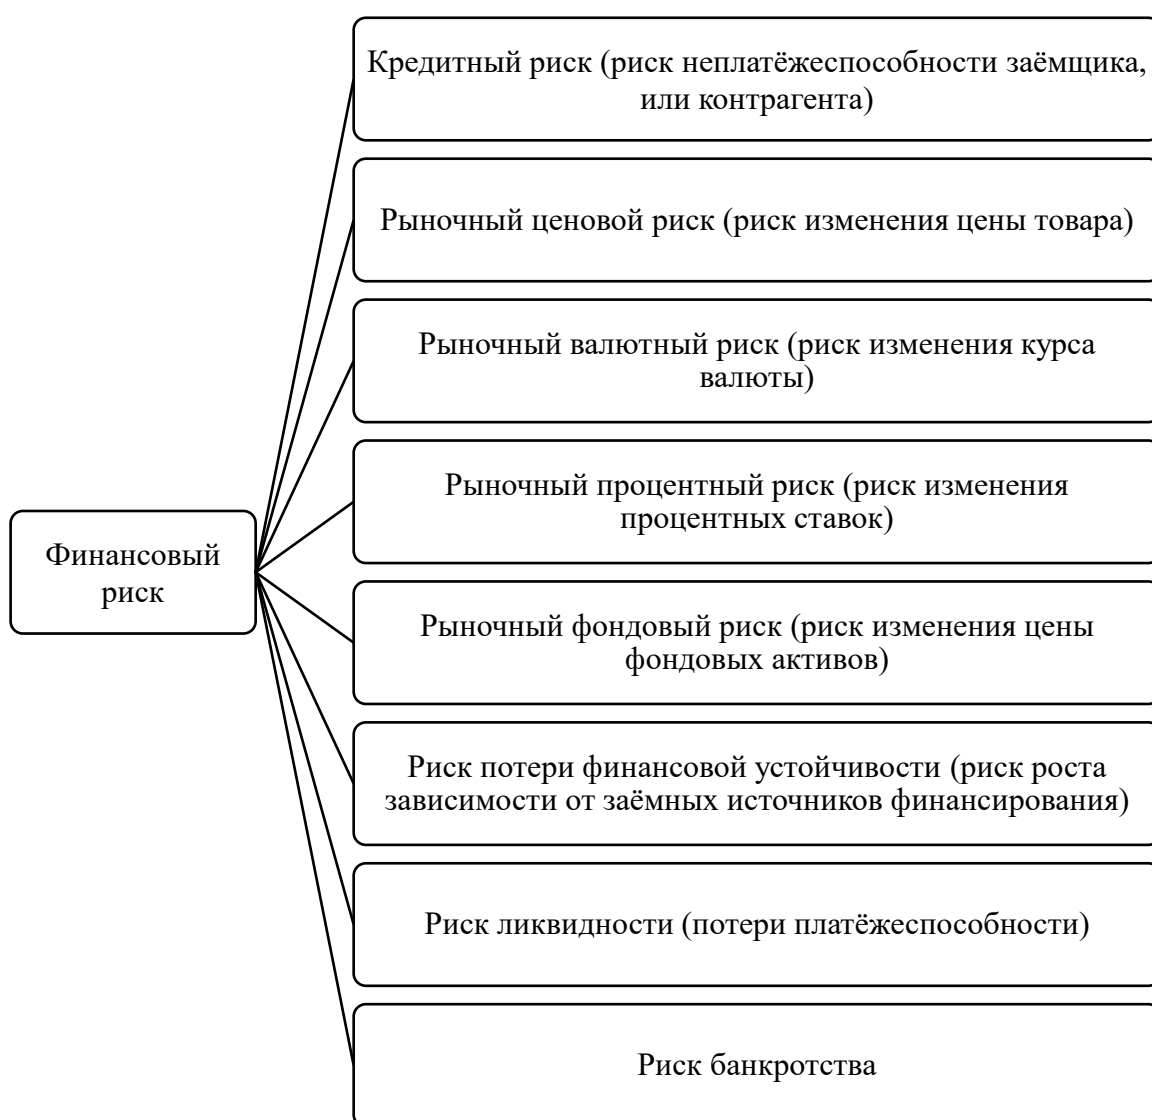 Кредитный риск (риск неплатёжеспособности заёмщика,
или контрагента)
Рыночный ценовой риск (риск изменения цены товара)
Рыночный валютный риск (риск изменения курса
валюты)
Рыночный процентный риск (риск изменения
процентных ставок)
Финансовый
риск
Рыночный фондовый риск (риск изменения цены
фондовых активов)
Риск потери финансовой устойчивости (риск роста
зависимости от заёмных источников финансирования)
Риск ликвидности (потери платёжеспособности)
Риск банкротства